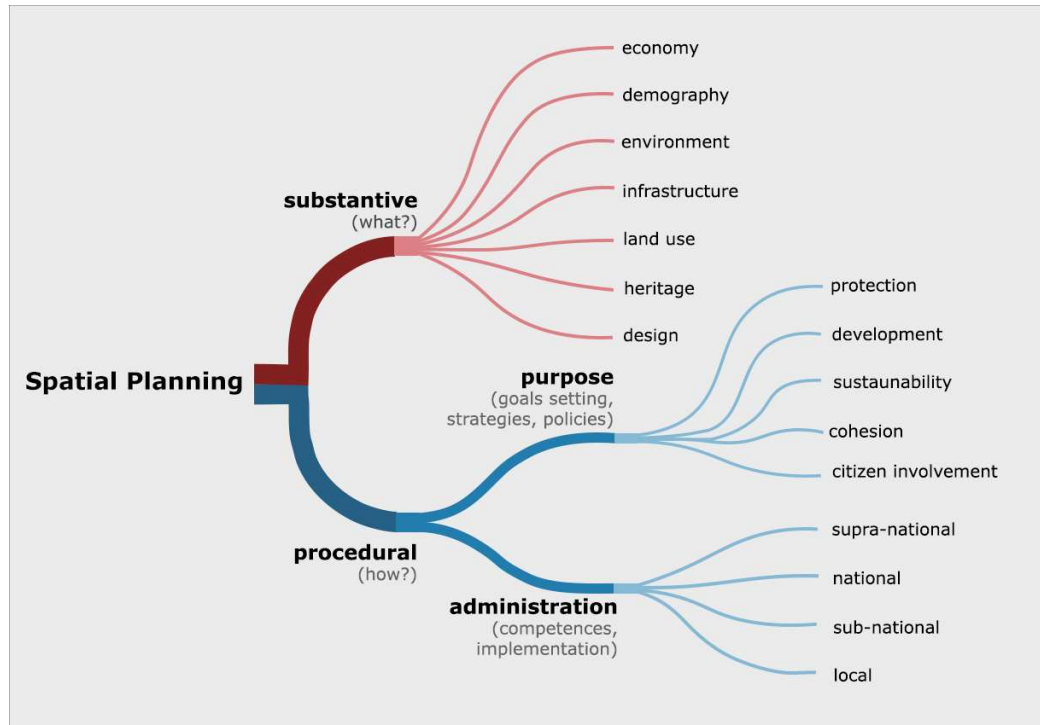 Spatial Planning
substantive
(what?)
economy
demography
environment
infrastructure
land use
heritage
design
procedural
(how?)
purpose
(goals setting,
strategies, policies)
protection
development
sustaunability
cohesion
citizen involvement
administration
(competences,
implementation)
supra-national
national
sub-national
local